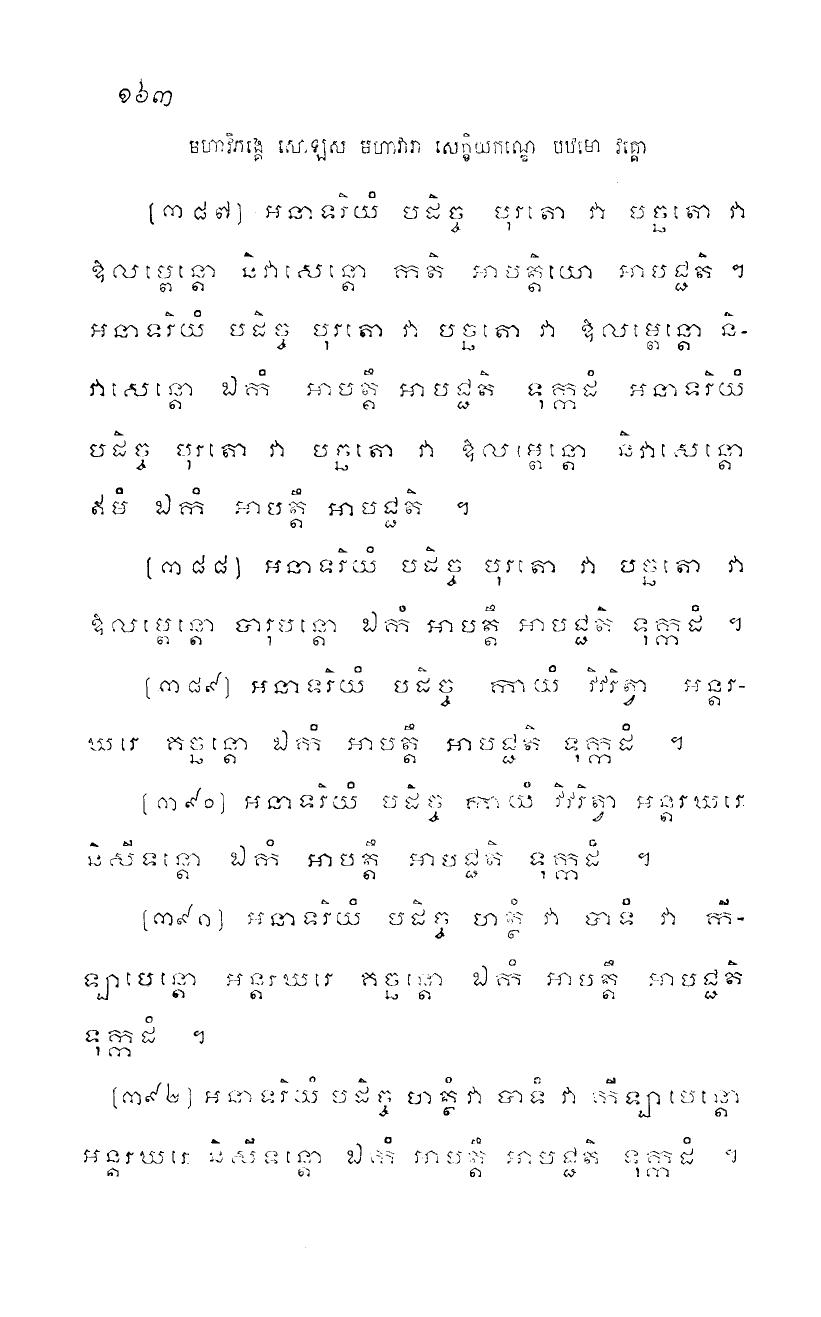 ១៦៣
មហាវិភង្គេ សោឡស មហាវារា សេក្ខិយកណ្ឌេ បឋមោ វគ្គោ
[៣៨៧] អនាទរិយំ បដិច្ច បុរតោ វា បច្ឆតោ វា
ឱលម្ពេន្តោ និវាសេន្តោ កតិ អាបត្តិយោ អាបជ្ជតិ ។
អនាទរិយំ បដិច្ច បុរតោ វា បច្ឆតោ វា ឱលម្ពេន្តោ និ-
វាសេន្តោ ឯកំ អាបត្តឹ អាបជ្ជតិ ទុក្កដំ អនាទរិយំ
បដិច្ច បុរតោ វា បច្ឆតោ វា ឱលម្ពេន្តោ និវាសេន្តោ
ឥមំ ឯកំ អាបត្តឹ អាបជ្ជតិ ។
[៣៨៨] អនាទរិយំ បដិច្ច បុរតោ វា បច្ឆតោ វា
ឱលម្ពេន្តោ បារុបន្តោ ឯកំ អាបត្តឹ អាបជ្ជតិ ទុក្កដំ ។
[៣៨៩] អនាទរិយំ បដិច្ច កាយំ វិវរិត្វា អន្តរ-
ឃរេ គច្ឆន្តោ ឯកំ អាបត្តឹ អាបជ្ជតិ ទុក្កដំ ។
[៣៩០] អនាទរិយំ បដិច្ច កាយំ វិវរិត្វា អន្តរឃរេ
និសីទន្តោ ឯកំ អាបត្តឹ អាបជ្ជតិ ទុក្កដំ ។
[៣៩១] អនាទរិយំ បដិច្ច ហត្ថំ វា បាទំ វា កី-
ឡាបេន្តោ អន្តរឃរេ គច្ឆន្តោ ឯកំ អាបត្តឹ អាបជ្ជតិ
ទុក្កដំ ។
[៣៩២] អនាទរិយំ បដិច្ច ហត្ថំ វា បាទំ វា កីឡាបេន្តោ
អន្តរឃរេ និសីទន្តោ ឯកំ អាបត្តឹ អាបជ្ជតិ ទុក្កដំ ។